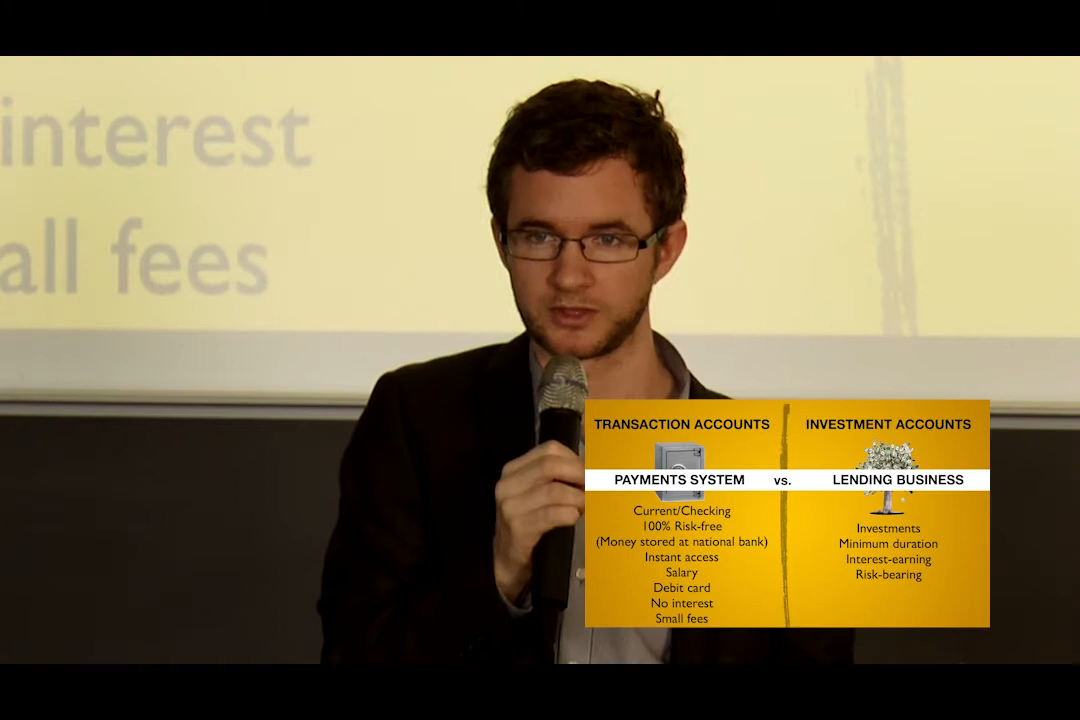 interest
all fees
TRANSACTION ACCOUNTS
PAYMENTS SYSTEM
Current/Checking
100% Risk-free
(Money stored at national bank)
Instant access
Salary
Debit card
No interest
Small fees
vs.
INVESTMENT ACCOUNTS
LENDING BUSINESS
Investments
Minimum duration
Interest-earning
Risk-bearing